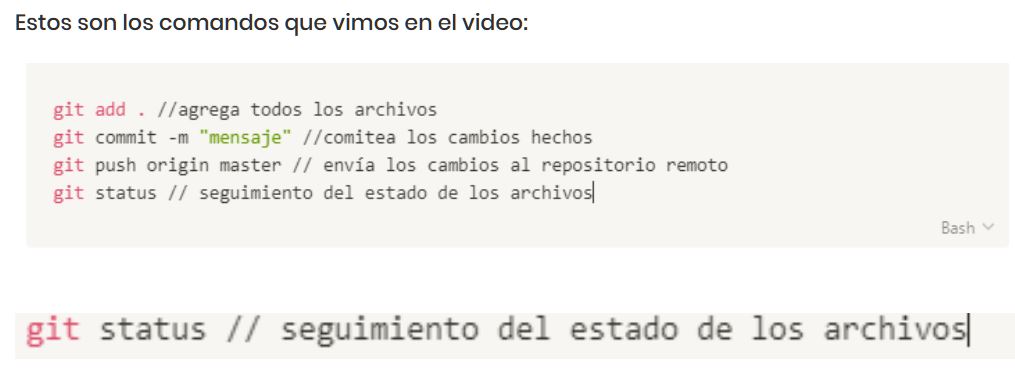 Estos son los comandos que vimos en el video:
git add . //agrega todos los archivos
git commit -m "mensaje" //comitea los cambios hechos
git push origin master // envía los cambios al repositorio remoto
git status // seguimiento del estado de los archivos
Bash
git status // seguimiento del estado de los archivos